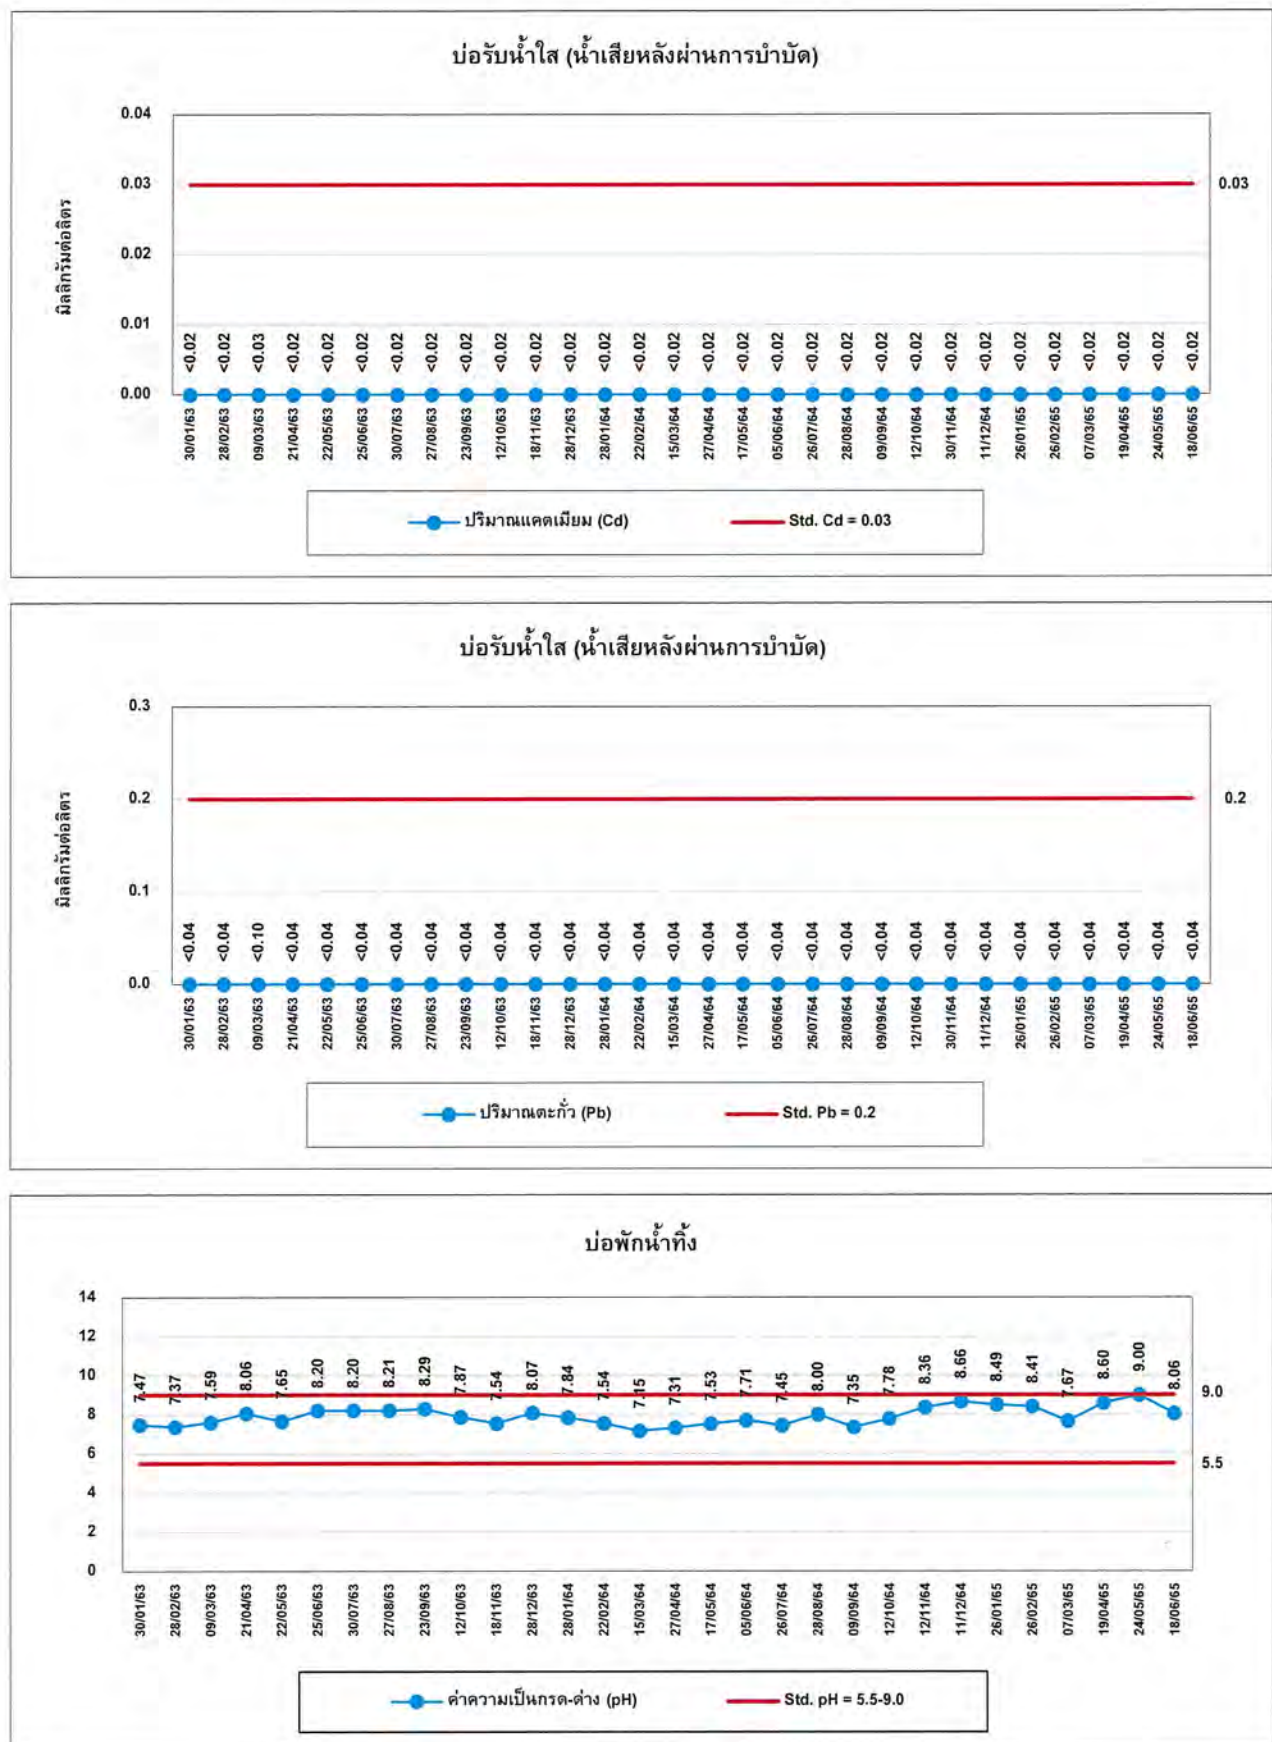 บ่อรับน้ำใส (น้ำเสียหลังผ่านการบำบัด)
มิลลิกรัมต่อลิตร
0.04
0.03
0.02
0.01
0.00
0.03
<0.02 <0.02 <0.03 <0.02 <0.02 <0.02 <0.02 <0.02 <0.02 <0.02 <0.02 <0.02 <0.02 <0.02 <0.02 <0.02 <0.02 <0.02 <0.02 <0.02 <0.02 <0.02 <0.02 <0.02 <0.02 <0.02 <0.02 <0.02 <0.02 <0.02
30/01/63 28/02/63 09/03/63 21/04/63 22/05/63 25/06/63 30/07/63 27/08/63 23/09/63 12/10/63 18/11/63 28/12/63 28/01/64 22/02/64 15/03/64 27/04/64 17/05/64 05/06/64 26/07/64 28/08/64 09/09/64 12/10/64 30/11/64 11/12/64 26/01/65 26/02/65 07/03/65 19/04/65 24/05/65 18/06/65
ปริมาณแคดเมียม (Cd) Std. Cd = 0.03
บ่อรับน้ำใส (น้ำเสียหลังผ่านการบำบัด)
มิลลิกรัมต่อลิตร
0.3
0.2
0.1
0.0
0.2
<0.04 <0.04 <0.10 <0.04 <0.04 <0.04 <0.04 <0.04 <0.04 <0.04 <0.04 <0.04 <0.04 <0.04 <0.04 <0.04 <0.04 <0.04 <0.04 <0.04 <0.04 <0.04 <0.04 <0.04 <0.04 <0.04 <0.04 <0.04 <0.04 <0.04
30/01/63 28/02/63 09/03/63 21/04/63 22/05/63 25/06/63 30/07/63 27/08/63 23/09/63 12/10/63 18/11/63 28/12/63 28/01/64 22/02/64 15/03/64 27/04/64 17/05/64 05/06/64 26/07/64 28/08/64 09/09/64 12/10/64 30/11/64 11/12/64 26/01/65 26/02/65 07/03/65 19/04/65 24/05/65 18/06/65
ปริมาณตะกั่ว (Pb) Std. Pb = 0.2
บ่อพักน้ำทิ้ง
14
12
10
8
6
4
2
0
9.0
5.5
7.47 7.37 7.59 8.06 7.65 8.20 8.20 8.21 8.29 7.87 7.54 8.07 7.84 7.54 7.15 7.31 7.53 7.71 7.45 8.00 7.35 7.78 8.36 8.66 8.49 8.41 7.67 8.60 9.00 8.06
30/01/63 28/02/63 09/03/63 21/04/63 22/05/63 25/06/63 30/07/63 27/08/63 23/09/63 12/10/63 18/11/63 28/12/63 28/01/64 22/02/64 15/03/64 27/04/64 17/05/64 05/06/64 26/07/64 28/08/64 09/09/64 12/10/64 12/11/64 11/12/64 26/01/65 26/02/65 07/03/65 19/04/65 24/05/65 18/06/65
ค่าความเป็นกรด-ด่าง (pH) Std. pH = 5.5-9.0